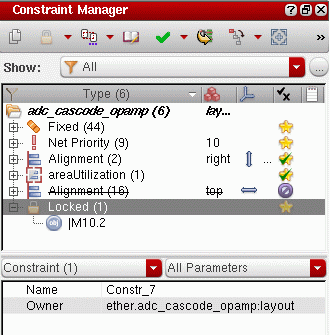 Constraint Manager
Show: All
Type (6)
adc_cascode_opamp (6) lay...
Fixed (44)
Net Priority (9) 10
Alignment (2) right ...
areaUtilization (1)
Alignment (16) top
Locked (1)
obj |M10.2
Constraint (1) All Parameters
Name Constr_7
Owner ether.adc_cascode_opamp:layout